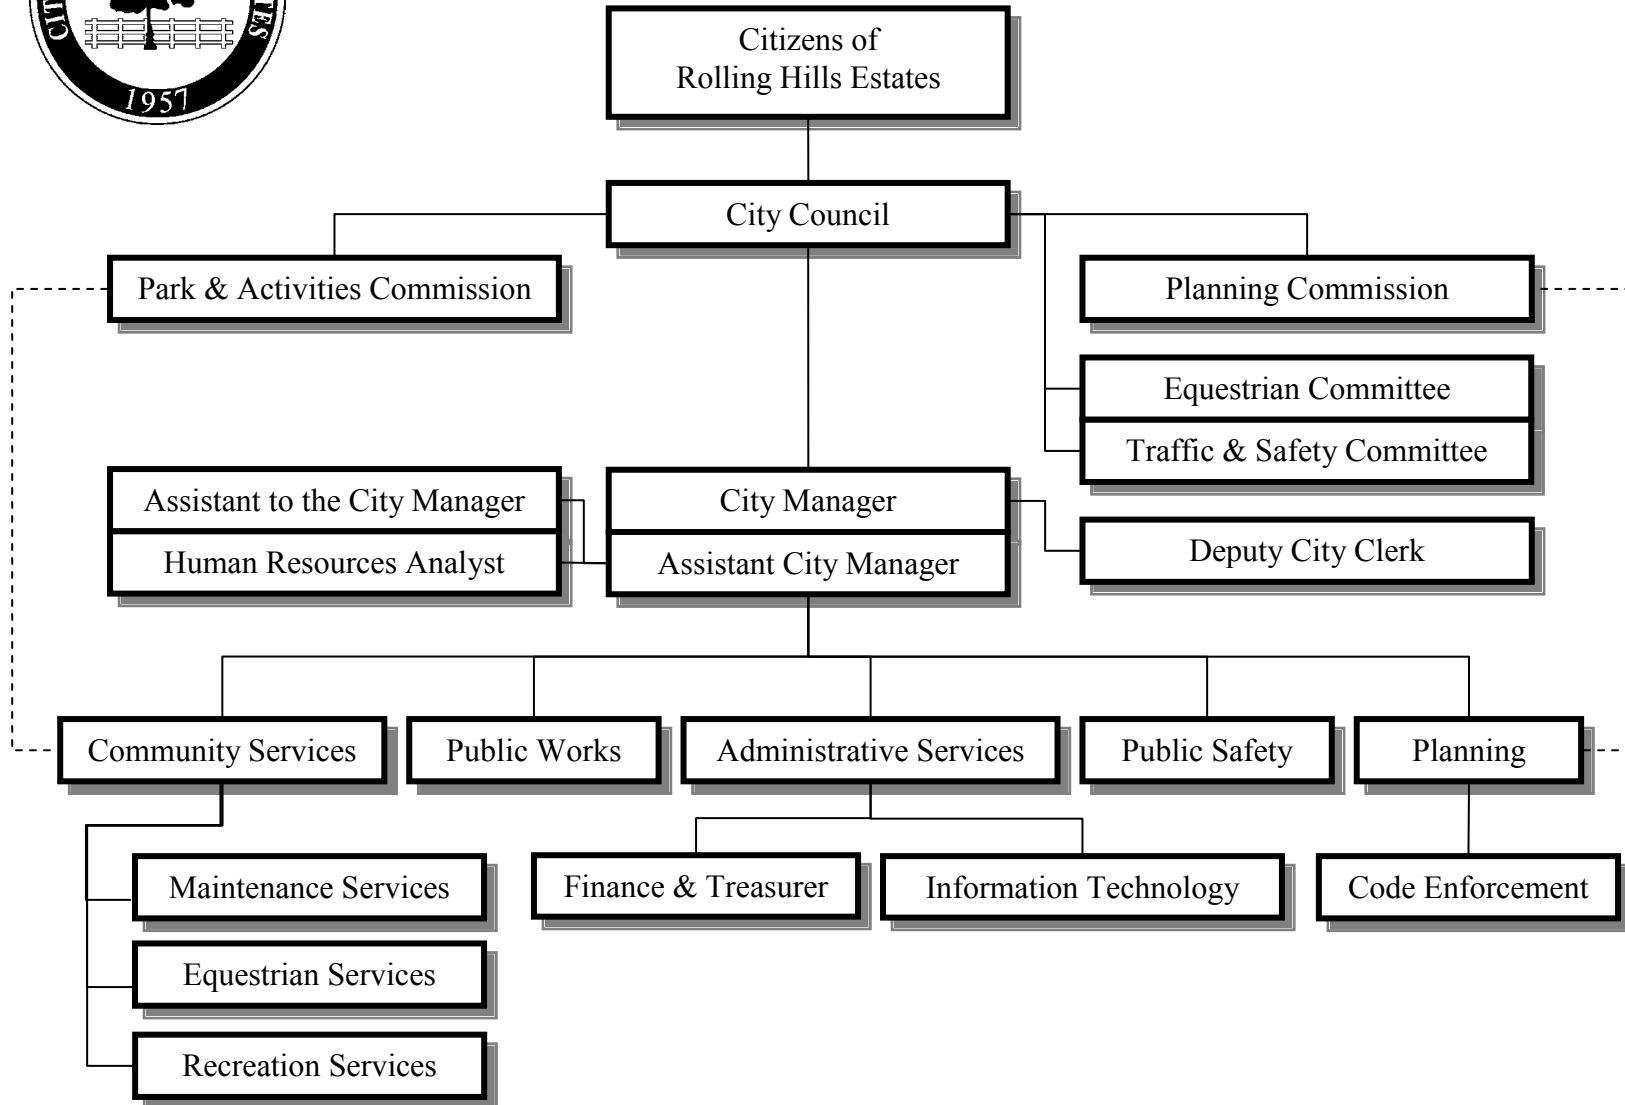 1957
Citizens of
Rolling Hills Estates
City Council
Park & Activities Commission
Planning Commission
Equestrian Committee
Traffic & Safety Committee
Assistant to the City Manager
City Manager
Human Resources Analyst
Assistant City Manager
Deputy City Clerk
Community Services
Public Works
Administrative Services
Public Safety
Planning
Maintenance Services
Finance & Treasurer
Information Technology
Code Enforcement
Equestrian Services
Recreation Services